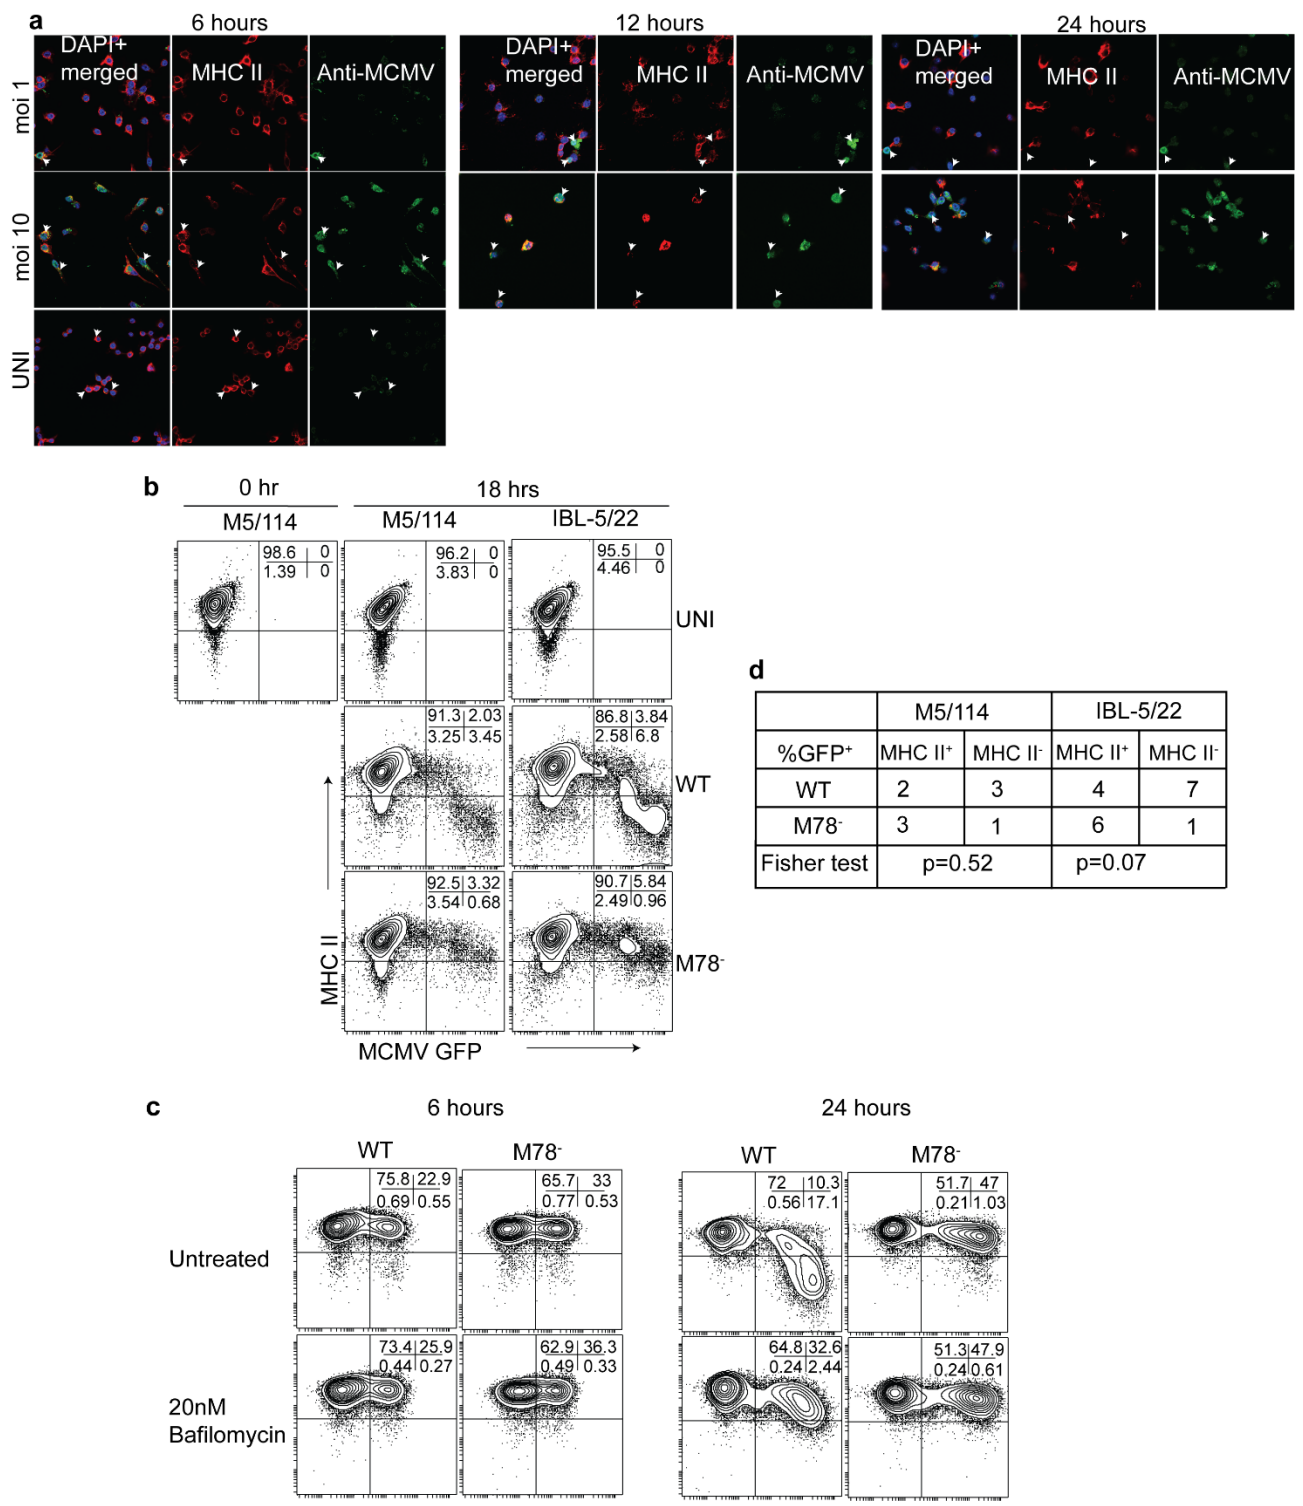 a
6 hours
12 hours
24 hours
DAPI+ merged
MHC II
Anti-MCMV
DAPI+ merged
MHC II
Anti-MCMV
DAPI+ merged
MHC II
Anti-MCMV
moi 1
moi 10
UNI
b
0 hr
18 hrs
M5/114
M5/114
IBL-5/22
98.6 0
1.39 0
96.2 0
3.83 0
95.5 0
4.46 0
UNI
91.3 2.03
3.25 3.45
86.8 3.84
2.58 6.8
WT
92.5 3.32
3.54 0.68
90.7 5.84
2.49 0.96
M78-
MHC II
MCMV GFP
d
M5/114 IBL-5/22
%GFP+ MHC II+ MHC II- MHC II+ MHC II-
WT 2 3 4 7
M78- 3 1 6 1
Fisher test p=0.52 p=0.07
c
6 hours
24 hours
WT
M78-
WT
M78-
Untreated
75.8 22.9
0.69 0.55
65.7 33
0.77 0.53
72 10.3
0.56 17.1
51.7 47
0.21 1.03
20nM
Bafilomycin
73.4 25.9
0.44 0.27
62.9 36.3
0.49 0.33
64.8 32.6
0.24 2.44
51.3 47.9
0.24 0.61